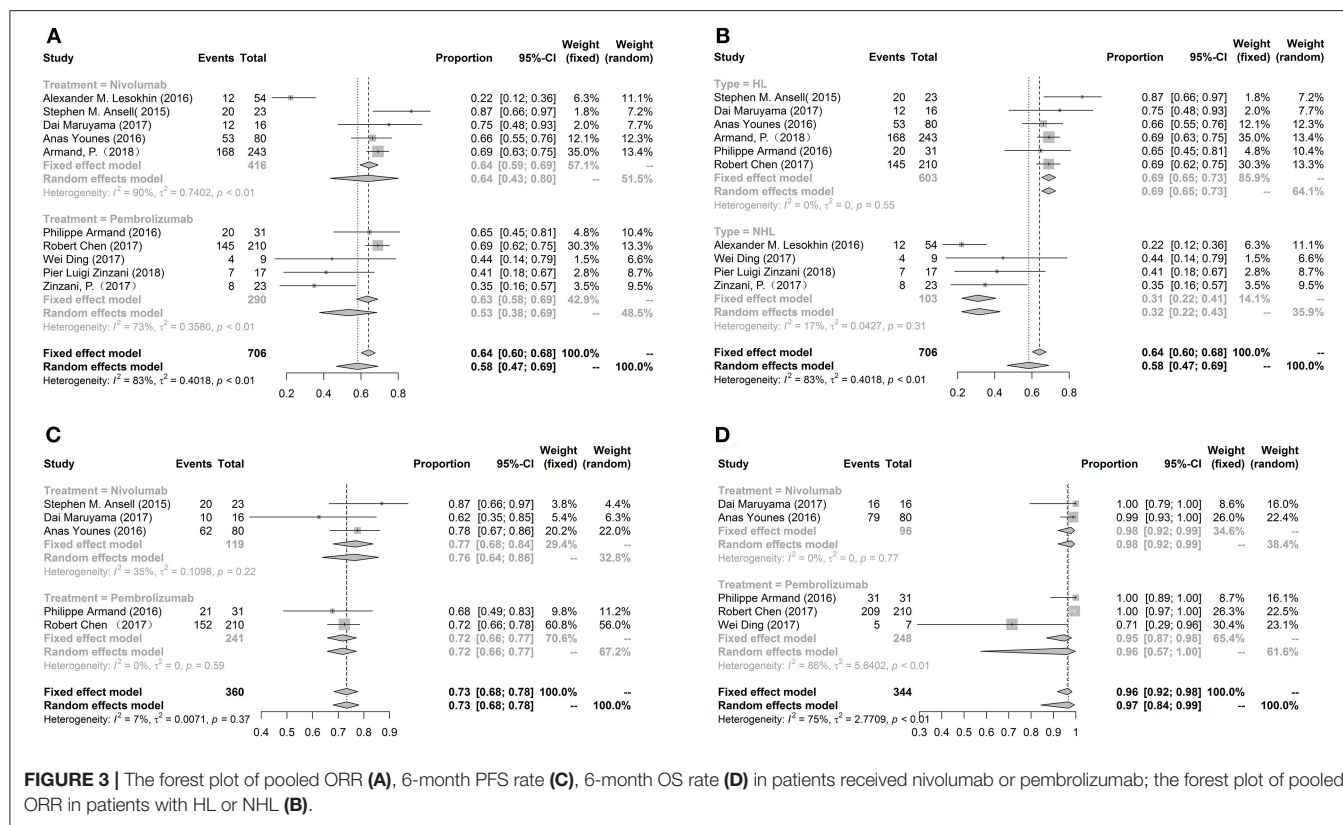 A
Weight Weight
Study Events Total Proportion 95%-CI (fixed) (random)
Treatment = Nivolumab
Alexander M. Lesokhin (2016) 12 54 0.22 [0.12; 0.36] 6.3% 11.1%
Stephen M. Ansell( 2015) 20 23 0.87 [0.66; 0.97] 1.8% 7.2%
Dai Maruyama (2017) 12 16 0.75 [0.48; 0.93] 2.0% 7.7%
Anas Younes (2016) 53 80 0.66 [0.55; 0.76] 12.1% 12.3%
Armand, P.（2018) 168 243 0.69 [0.63; 0.75] 35.0% 13.4%
Fixed effect model 416 0.64 [0.59; 0.69] 57.1% --
Random effects model 0.64 [0.43; 0.80] -- 51.5%
Heterogeneity: I² = 90%, τ² = 0.7402, p < 0.01
Treatment = Pembrolizumab
Philippe Armand (2016) 20 31 0.65 [0.45; 0.81] 4.8% 10.4%
Robert Chen (2017) 145 210 0.69 [0.62; 0.75] 30.3% 13.3%
Wei Ding (2017) 4 9 0.44 [0.14; 0.79] 1.5% 6.6%
Pier Luigi Zinzani (2018) 7 17 0.41 [0.18; 0.67] 2.8% 8.7%
Zinzani, P.（2017) 8 23 0.35 [0.16; 0.57] 3.5% 9.5%
Fixed effect model 290 0.63 [0.58; 0.69] 42.9% --
Random effects model 0.53 [0.38; 0.69] -- 48.5%
Heterogeneity: I² = 73%, τ² = 0.3580, p < 0.01
Fixed effect model 706 0.64 [0.60; 0.68] 100.0% --
Random effects model 0.58 [0.47; 0.69] -- 100.0%
Heterogeneity: I² = 83%, τ² = 0.4018, p < 0.01
0.2 0.4 0.6 0.8
B
Weight Weight
Study Events Total Proportion 95%-CI (fixed) (random)
Type = HL
Stephen M. Ansell( 2015) 20 23 0.87 [0.66; 0.97] 1.8% 7.2%
Dai Maruyama (2017) 12 16 0.75 [0.48; 0.93] 2.0% 7.7%
Anas Younes (2016) 53 80 0.66 [0.55; 0.76] 12.1% 12.3%
Armand, P.（2018) 168 243 0.69 [0.63; 0.75] 35.0% 13.4%
Philippe Armand (2016) 20 31 0.65 [0.45; 0.81] 4.8% 10.4%
Robert Chen (2017) 145 210 0.69 [0.62; 0.75] 30.3% 13.3%
Fixed effect model 603 0.69 [0.65; 0.73] 85.9% --
Random effects model 0.69 [0.65; 0.73] -- 64.1%
Heterogeneity: I² = 0%, τ² = 0, p = 0.55
Type = NHL
Alexander M. Lesokhin (2016) 12 54 0.22 [0.12; 0.36] 6.3% 11.1%
Wei Ding (2017) 4 9 0.44 [0.14; 0.79] 1.5% 6.6%
Pier Luigi Zinzani (2018) 7 17 0.41 [0.18; 0.67] 2.8% 8.7%
Zinzani, P.（2017) 8 23 0.35 [0.16; 0.57] 3.5% 9.5%
Fixed effect model 103 0.31 [0.22; 0.41] 14.1% --
Random effects model 0.32 [0.22; 0.43] -- 35.9%
Heterogeneity: I² = 17%, τ² = 0.0427, p = 0.31
Fixed effect model 706 0.64 [0.60; 0.68] 100.0% --
Random effects model 0.58 [0.47; 0.69] -- 100.0%
Heterogeneity: I² = 83%, τ² = 0.4018, p < 0.01
0.2 0.4 0.6 0.8
C
Weight Weight
Study Events Total Proportion 95%-CI (fixed) (random)
Treatment = Nivolumab
Stephen M. Ansell (2015) 20 23 0.87 [0.66; 0.97] 3.8% 4.4%
Dai Maruyama (2017) 10 16 0.62 [0.35; 0.85] 5.4% 6.3%
Anas Younes (2016) 62 80 0.78 [0.67; 0.86] 20.2% 22.0%
Fixed effect model 119 0.77 [0.68; 0.84] 29.4% --
Random effects model 0.76 [0.64; 0.86] -- 32.8%
Heterogeneity: I² = 35%, τ² = 0.1098, p = 0.22
Treatment = Pembrolizumab
Philippe Armand (2016) 21 31 0.68 [0.49; 0.83] 9.8% 11.2%
Robert Chen （2017） 152 210 0.72 [0.66; 0.78] 60.8% 56.0%
Fixed effect model 241 0.72 [0.66; 0.77] 70.6% --
Random effects model 0.72 [0.66; 0.77] -- 67.2%
Heterogeneity: I² = 0%, τ² = 0, p = 0.59
Fixed effect model 360 0.73 [0.68; 0.78] 100.0% --
Random effects model 0.73 [0.68; 0.78] -- 100.0%
Heterogeneity: I² = 7%, τ² = 0.0071, p = 0.37
0.4 0.5 0.6 0.7 0.8 0.9
D
Weight Weight
Study Events Total Proportion 95%-CI (fixed) (random)
Treatment = Nivolumab
Dai Maruyama (2017) 16 16 1.00 [0.79; 1.00] 8.6% 16.0%
Anas Younes (2016) 79 80 0.99 [0.93; 1.00] 26.0% 22.4%
Fixed effect model 96 0.98 [0.92; 0.99] 34.6% --
Random effects model 0.98 [0.92; 0.99] -- 38.4%
Heterogeneity: I² = 0%, τ² = 0, p = 0.77
Treatment = Pembrolizumab
Philippe Armand (2016) 31 31 1.00 [0.89; 1.00] 8.7% 16.1%
Robert Chen (2017) 209 210 1.00 [0.97; 1.00] 26.3% 22.5%
Wei Ding (2017) 5 7 0.71 [0.29; 0.96] 30.4% 23.1%
Fixed effect model 248 0.95 [0.87; 0.98] 65.4% --
Random effects model 0.96 [0.57; 1.00] -- 61.6%
Heterogeneity: I² = 86%, τ² = 5.6402, p < 0.01
Fixed effect model 344 0.96 [0.92; 0.98] 100.0% --
Random effects model 0.97 [0.84; 0.99] -- 100.0%
Heterogeneity: I² = 75%, τ² = 2.7709, p < 0.01
0.3 0.4 0.5 0.6 0.7 0.8 0.9 1
FIGURE 3 | The forest plot of pooled ORR (A), 6-month PFS rate (C), 6-month OS rate (D) in patients received nivolumab or pembrolizumab; the forest plot of pooled
ORR in patients with HL or NHL (B).